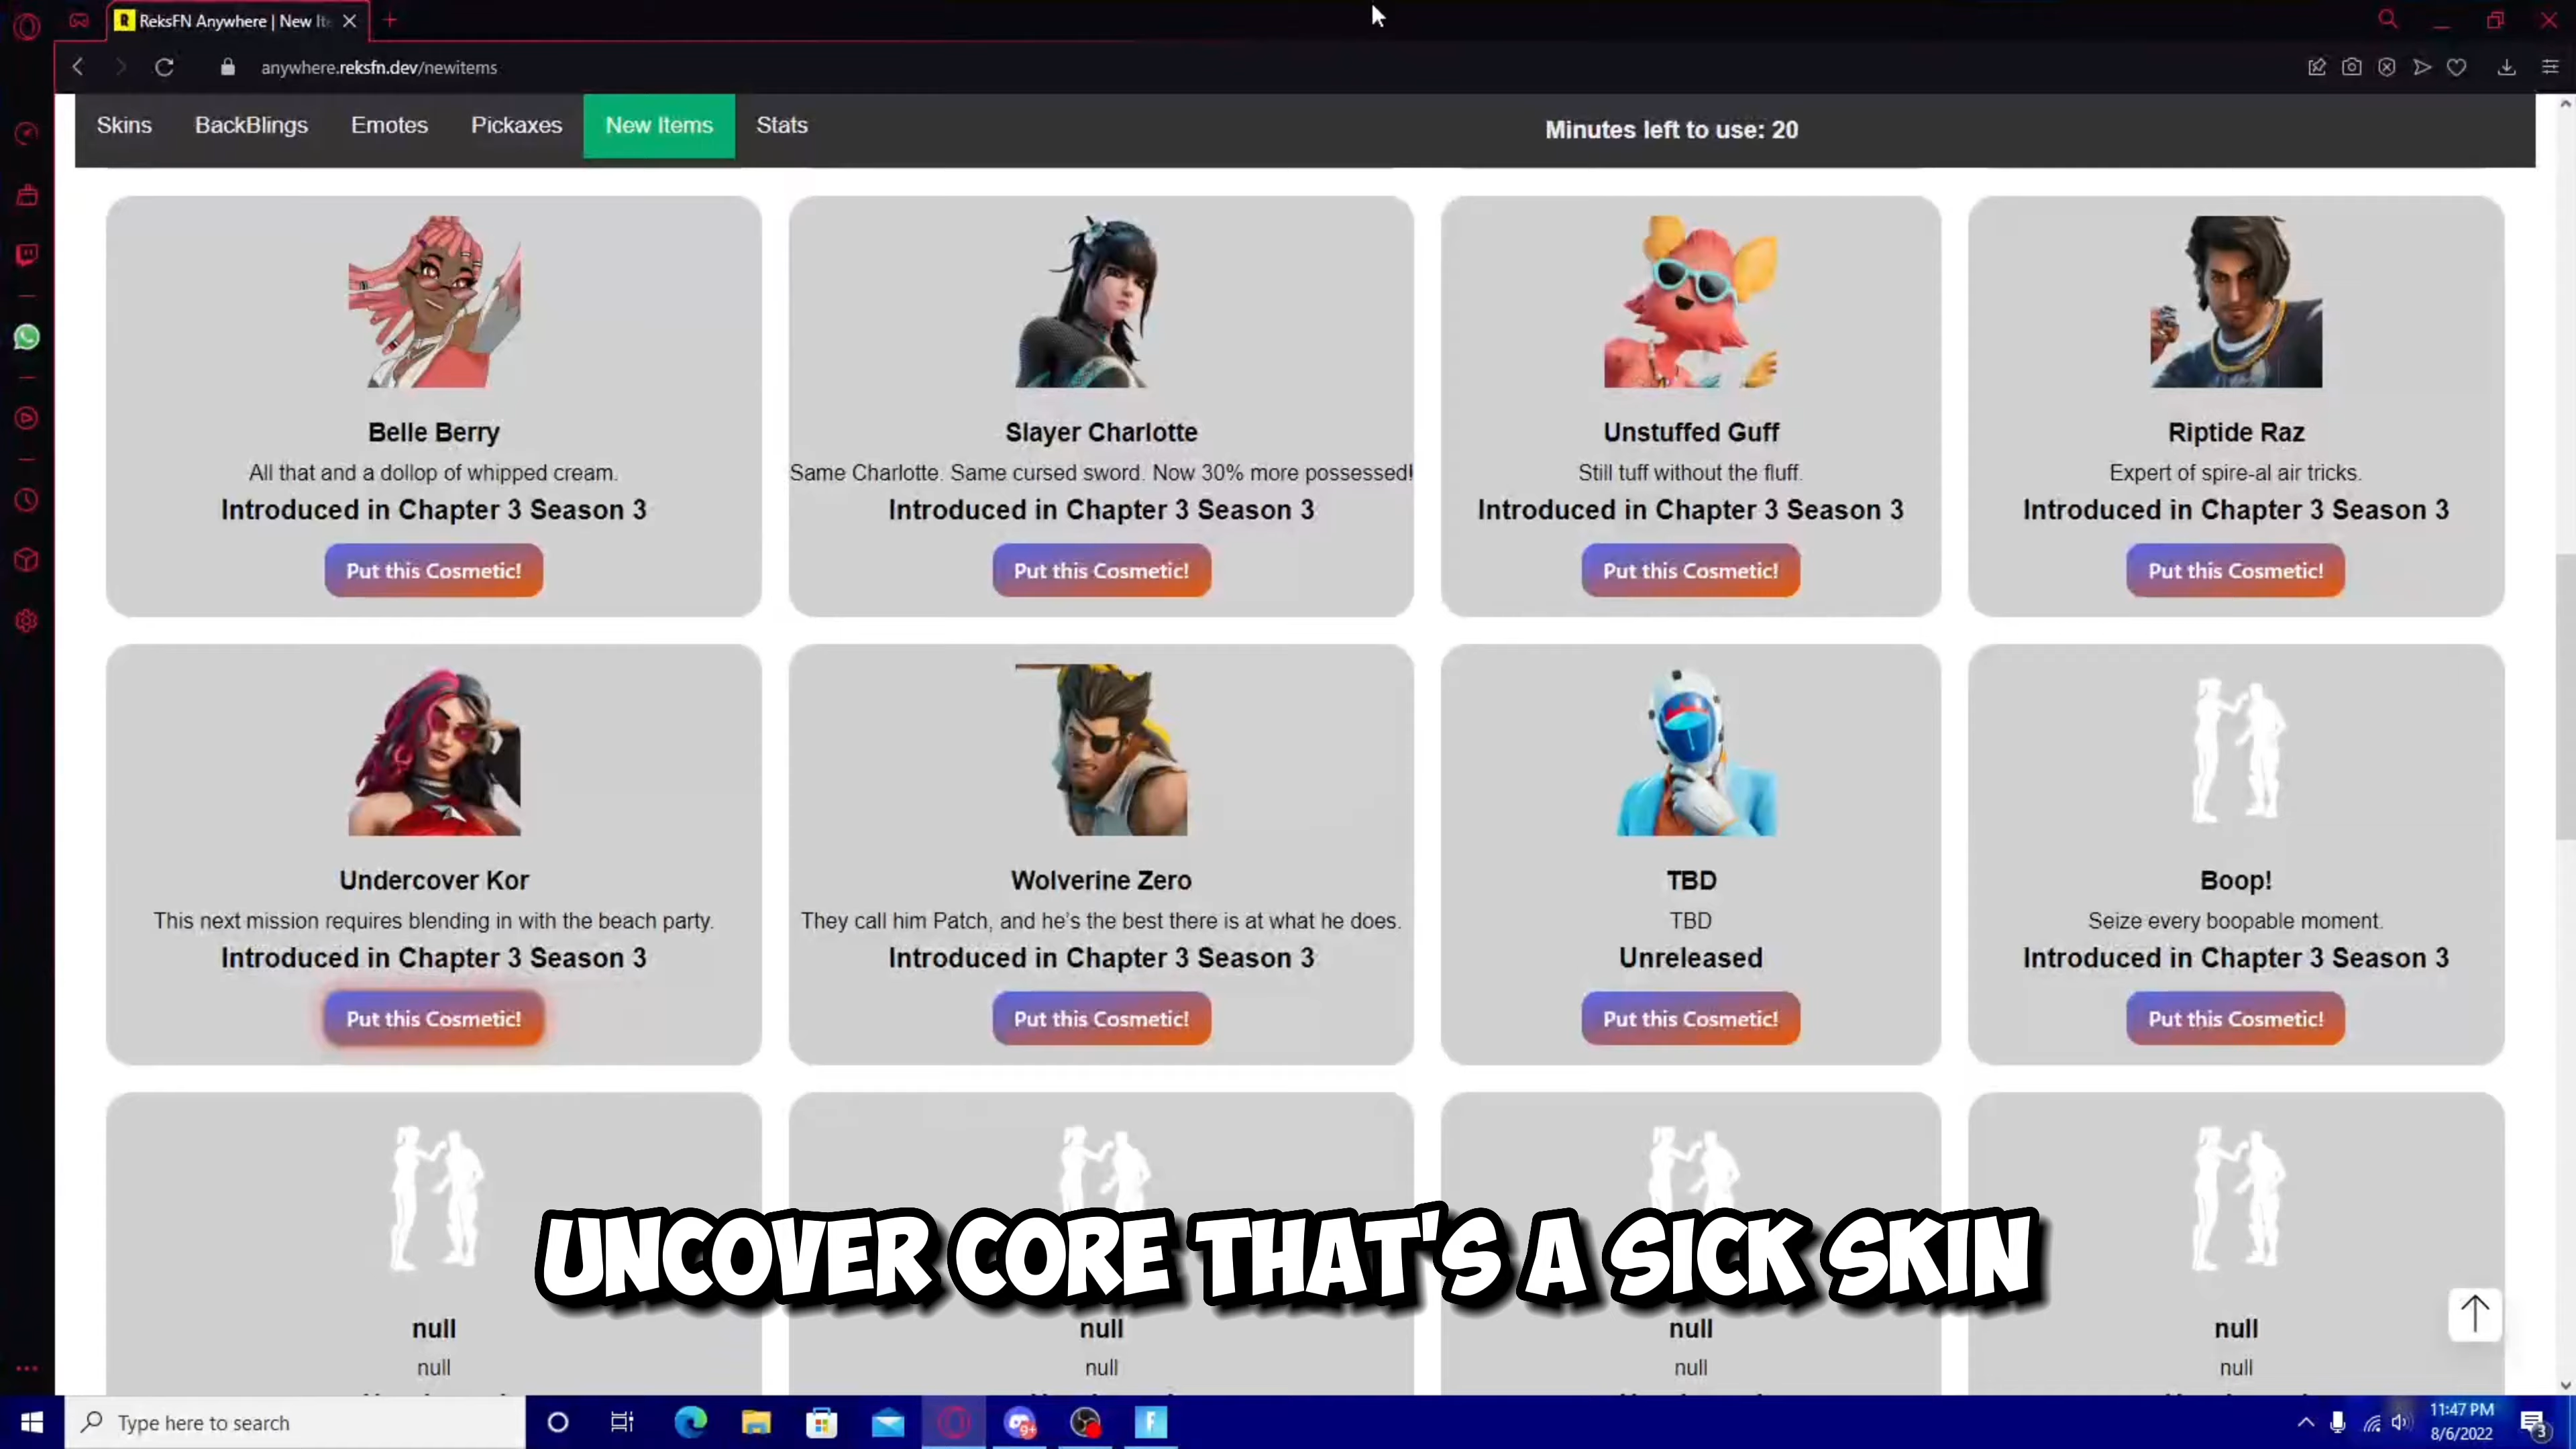 ReksFN Anywhere | New Ite
anywhere.reksfn.dev/newitems
Skins BackBlings Emotes Pickaxes New Items Stats Minutes left to use: 20
Belle Berry
All that and a dollop of whipped cream.
Introduced in Chapter 3 Season 3
Put this Cosmetic!
Slayer Charlotte
Same Charlotte. Same cursed sword. Now 30% more possessed!
Introduced in Chapter 3 Season 3
Put this Cosmetic!
Unstuffed Guff
Still tuff without the fluff.
Introduced in Chapter 3 Season 3
Put this Cosmetic!
Riptide Raz
Expert of spire-al air tricks.
Introduced in Chapter 3 Season 3
Put this Cosmetic!
Undercover Kor
This next mission requires blending in with the beach party.
Introduced in Chapter 3 Season 3
Put this Cosmetic!
Wolverine Zero
They call him Patch, and he's the best there is at what he does.
Introduced in Chapter 3 Season 3
Put this Cosmetic!
TBD
TBD
Unreleased
Put this Cosmetic!
Boop!
Seize every boopable moment.
Introduced in Chapter 3 Season 3
Put this Cosmetic!
UNCOVER CORE THAT'S A SICK SKIN
null
null
null
null
null
null
null
null
Type here to search
9+
11:47 PM
8/6/2022
3